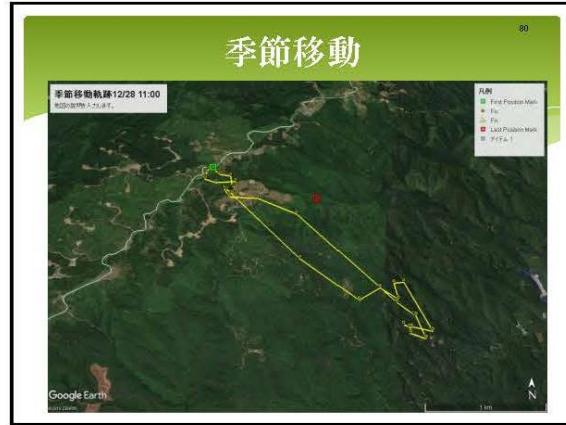 80
季節移動
季節移動軌跡12/28 11:00
凡例
First Position Mark
Fix
Fix
Last Position Mark
アイテム 1
Google Earth
N
1 km